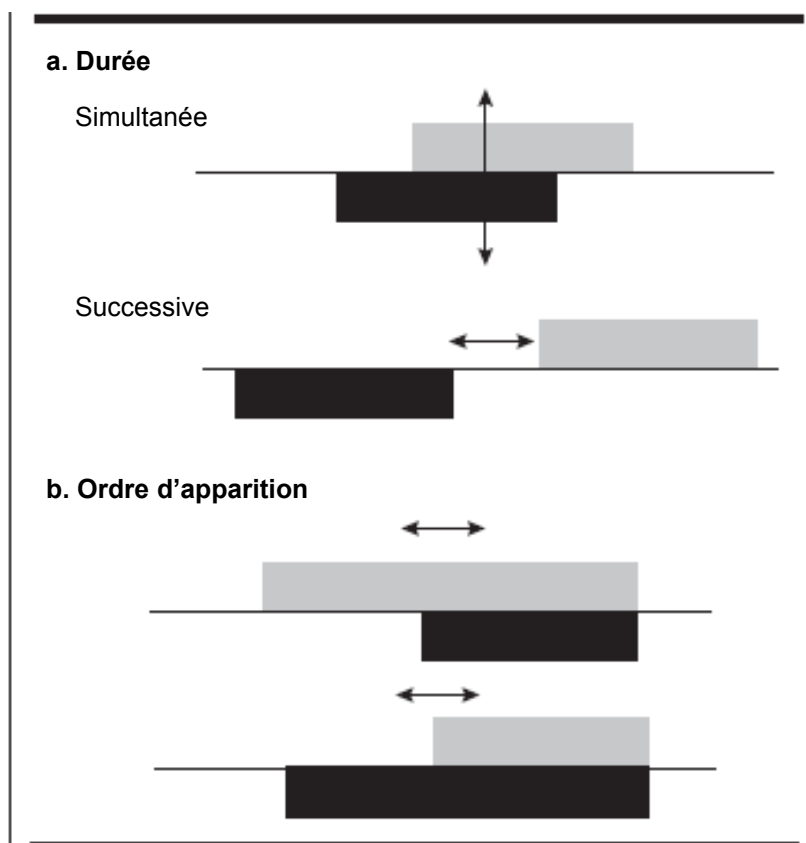 a. Durée
Simultanée
Successive
b. Ordre d’apparition